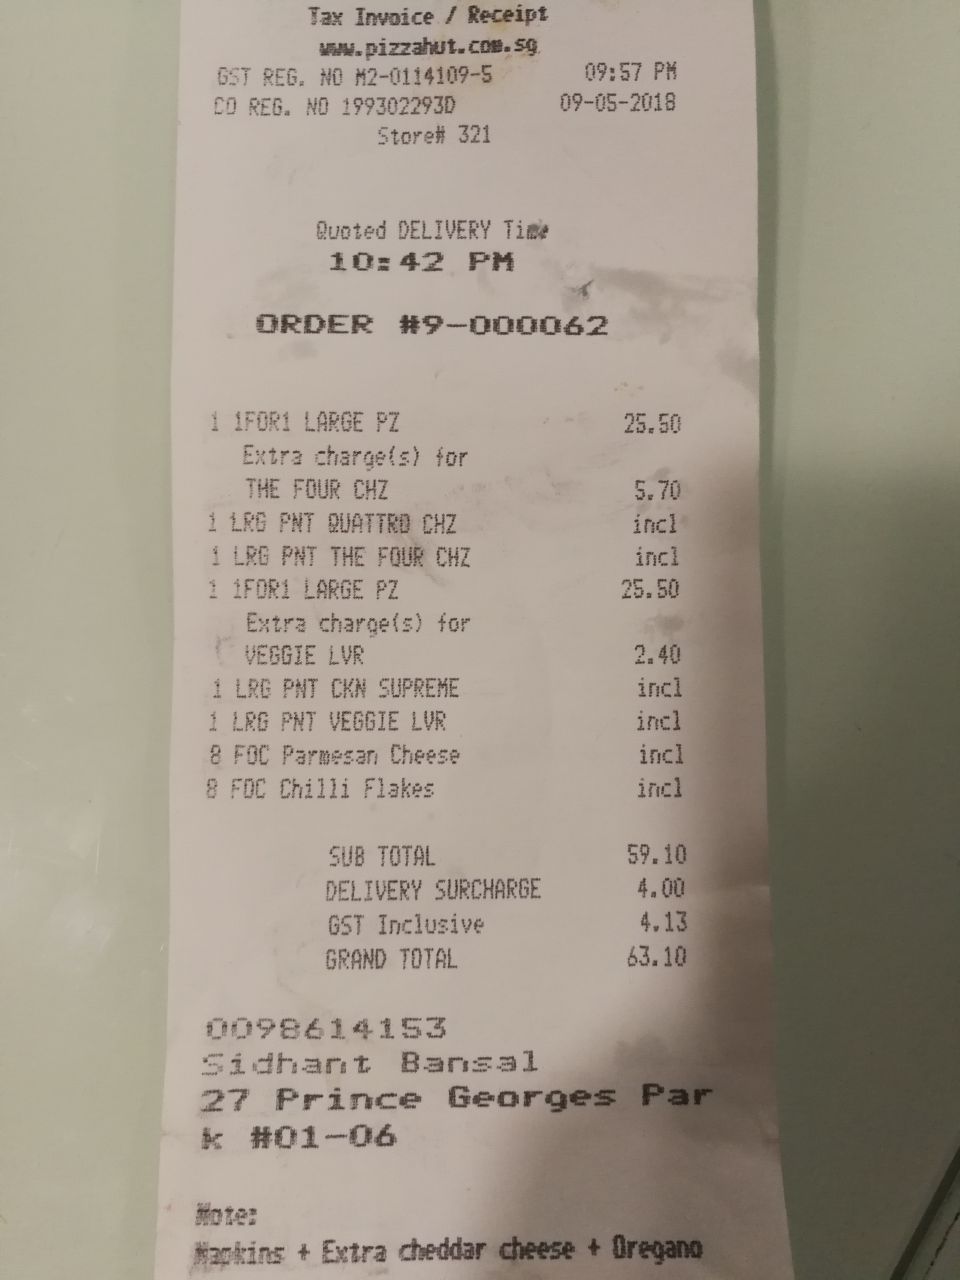 Tax Invoice / Receipt
www.pizzahut.com.sg
GST REG. NO M2-0114109-5 09:57 PM
CO REG. NO 199302293D 09-05-2018
Store# 321
Quoted DELIVERY Time
10:42 PM
ORDER #9-000062
1 1FOR1 LARGE PZ 25.50
Extra charge(s) for
THE FOUR CHZ 5.70
1 LRG PNT QUATTRO CHZ incl
1 LRG PNT THE FOUR CHZ incl
1 1FOR1 LARGE PZ 25.50
Extra charge(s) for
VEGGIE LVR 2.40
1 LRG PNT CKN SUPREME incl
1 LRG PNT VEGGIE LVR incl
8 FOC Parmesan Cheese incl
8 FOC Chilli Flakes incl
SUB TOTAL 59.10
DELIVERY SURCHARGE 4.00
GST Inclusive 4.13
GRAND TOTAL 63.10
0098614153
Sidhant Bansal
27 Prince Georges Par
k #01-06
Note:
Napkins + Extra cheddar cheese + Oregano